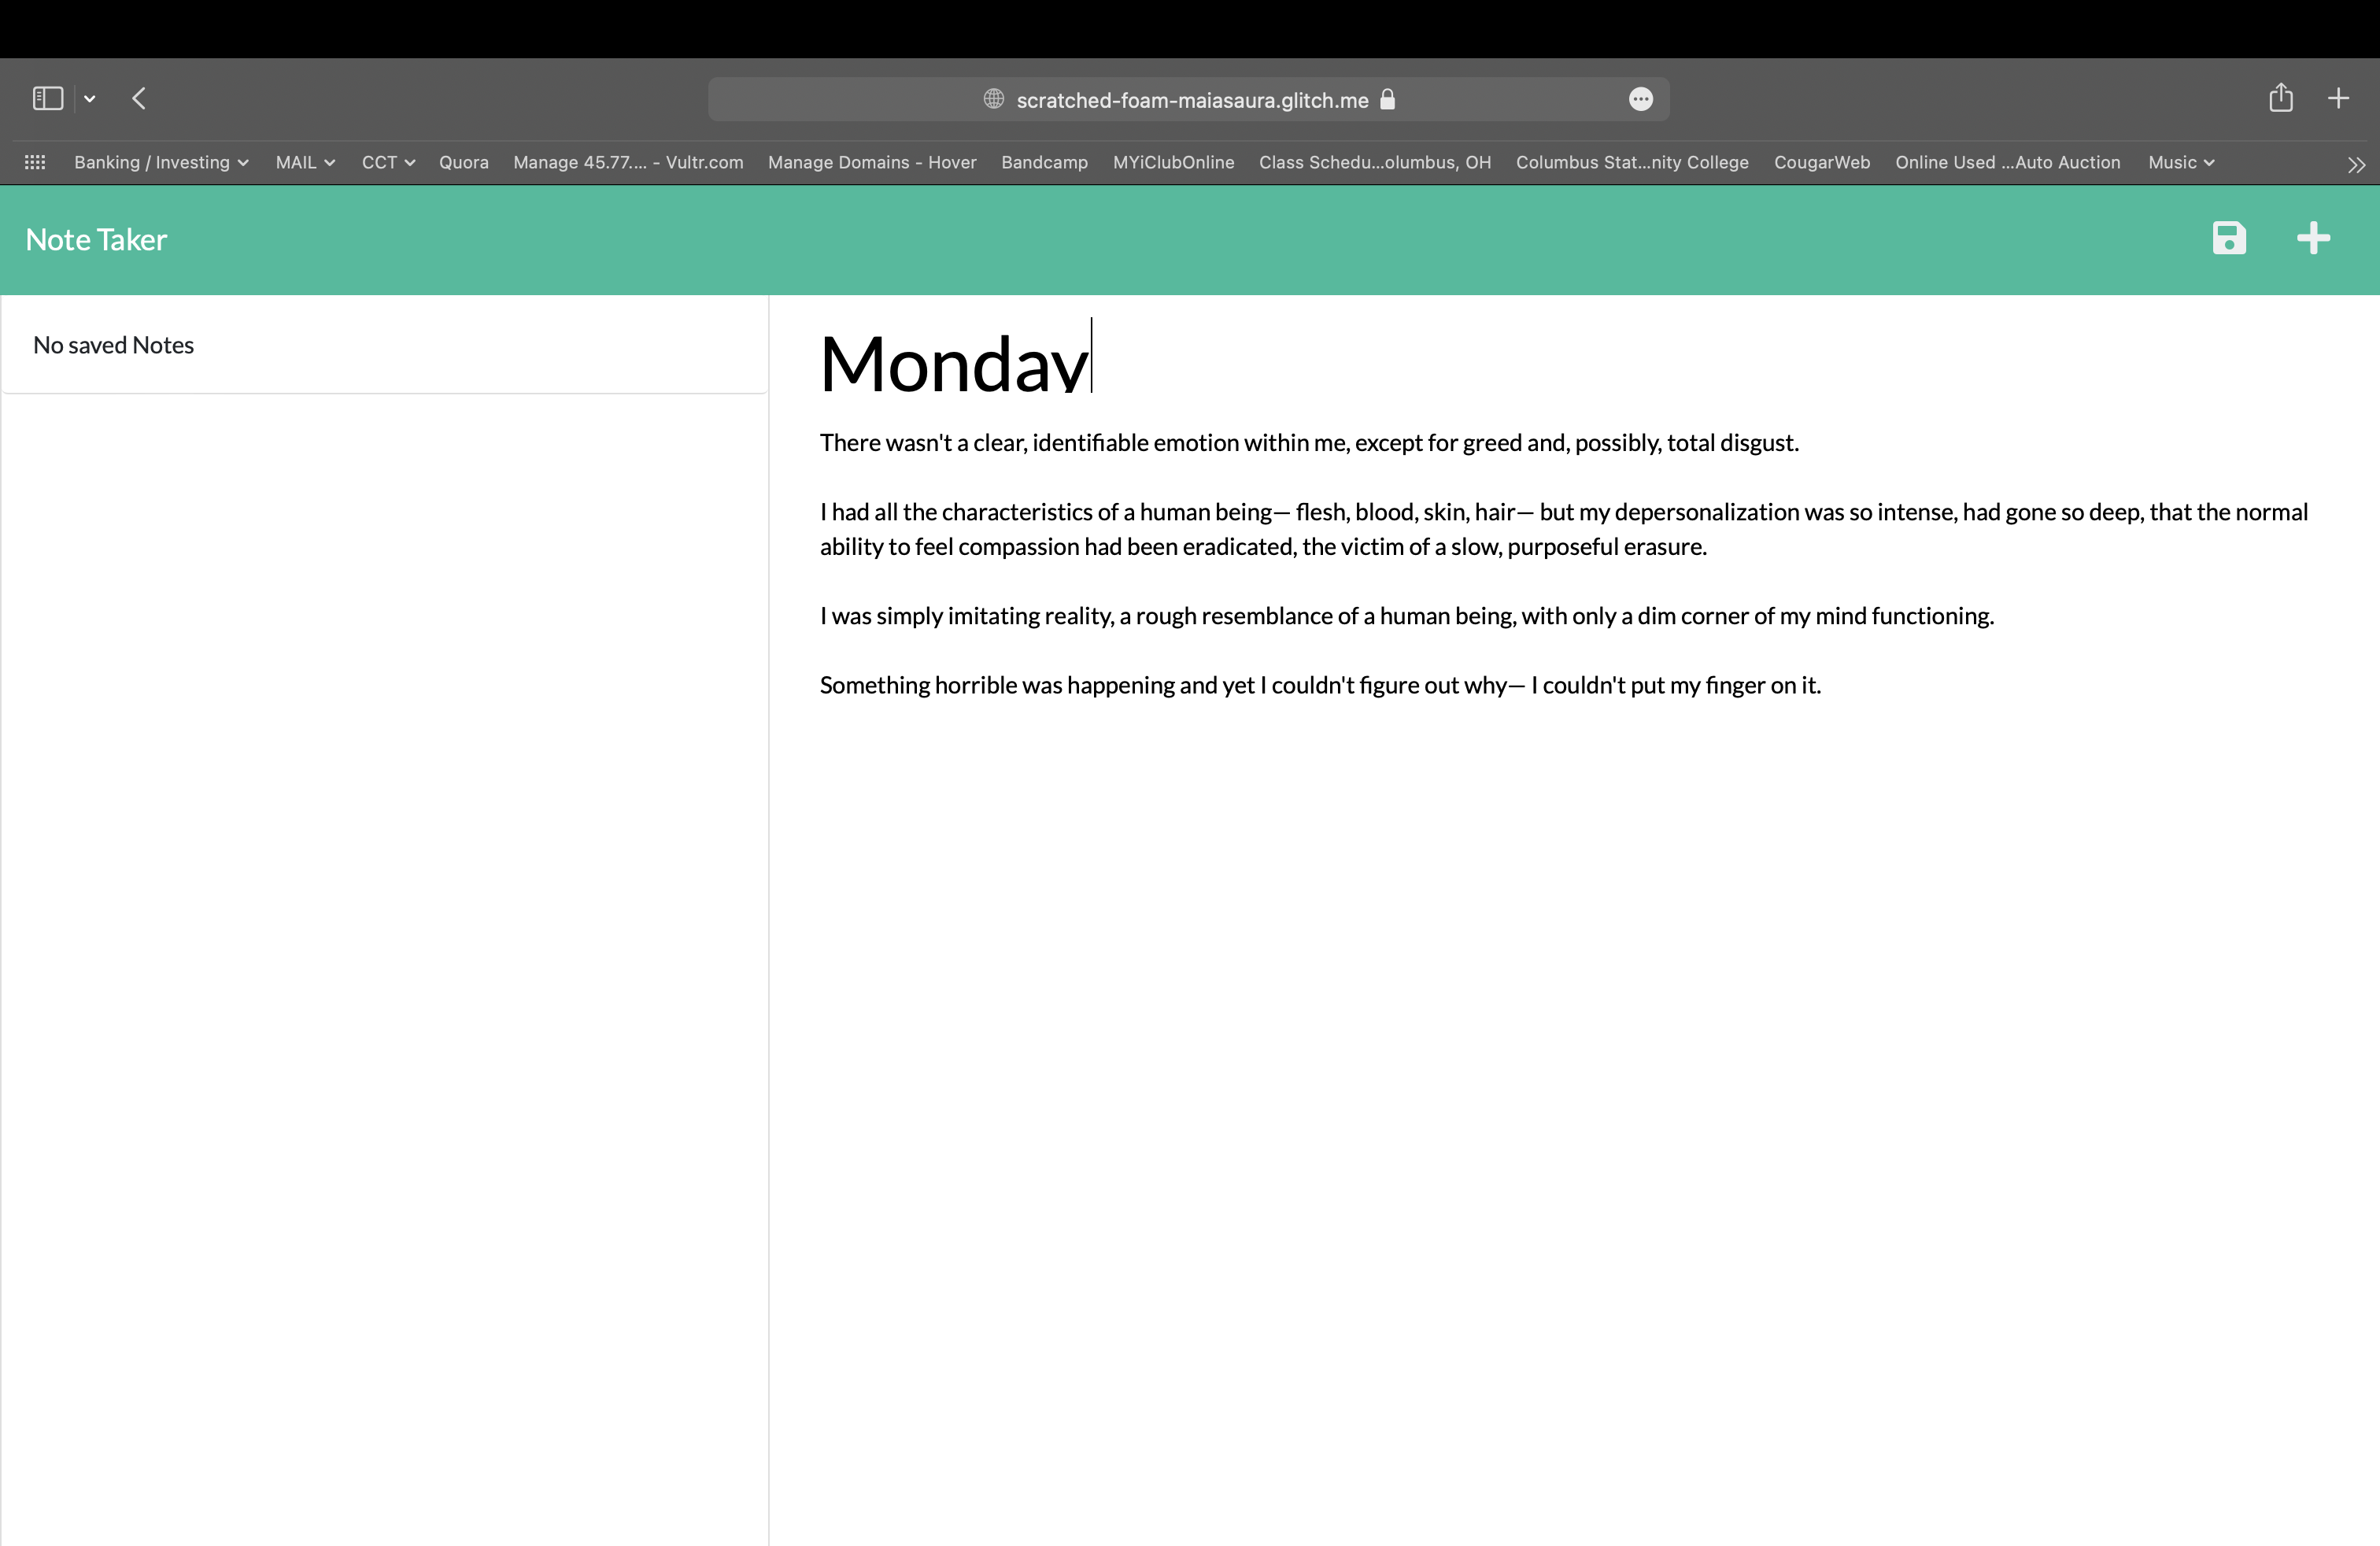 scratched-foam-maiasaura.glitch.me
Banking / Investing MAIL CCT Quora Manage 45.77.... - Vultr.com Manage Domains - Hover Bandcamp MYiClubOnline Class Schedu...olumbus, OH Columbus Stat...nity College CougarWeb Online Used ...Auto Auction Music
Note Taker
No saved Notes
Monday
There wasn't a clear, identifiable emotion within me, except for greed and, possibly, total disgust.
I had all the characteristics of a human being— flesh, blood, skin, hair— but my depersonalization was so intense, had gone so deep, that the normal
ability to feel compassion had been eradicated, the victim of a slow, purposeful erasure.
I was simply imitating reality, a rough resemblance of a human being, with only a dim corner of my mind functioning.
Something horrible was happening and yet I couldn't figure out why— I couldn't put my finger on it.